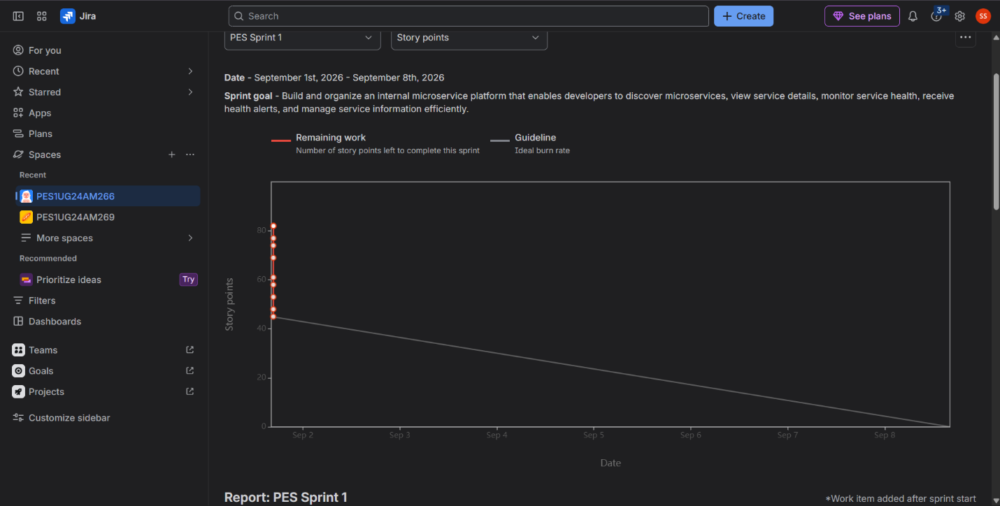 Jira
Search
Create
See plans
3+
SS
For you
Recent
Starred
Apps
Plans
Spaces
Recent
PES1UG24AM266
PES1UG24AM269
More spaces
Recommended
Prioritize ideas
Try
Filters
Dashboards
Teams
Goals
Projects
Customize sidebar
PES Sprint 1
Story points
Date - September 1st, 2026 - September 8th, 2026
Sprint goal - Build and organize an internal microservice platform that enables developers to discover microservices, view service details, monitor service health, receive
health alerts, and manage service information efficiently.
Remaining work
Number of story points left to complete this sprint
Guideline
Ideal burn rate
Story points
80
60
40
20
0
Sep 2
Sep 3
Sep 4
Sep 5
Sep 6
Sep 7
Sep 8
Date
Report: PES Sprint 1
*Work item added after sprint start